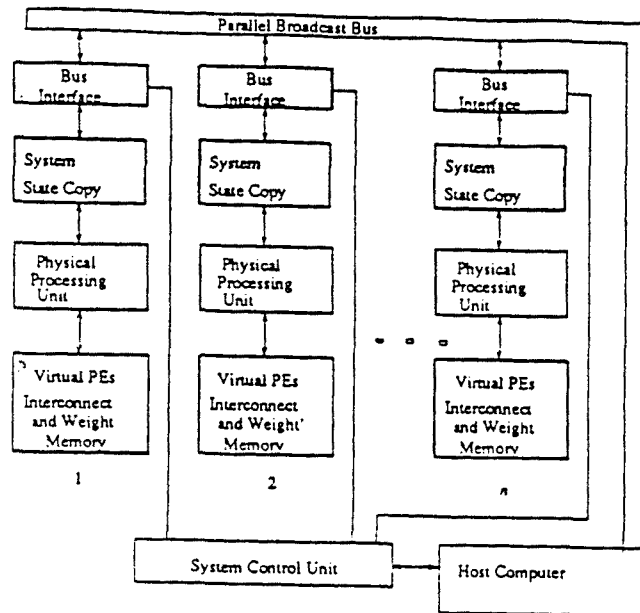 Parallel Broadcast Bus
Bus
Interface
Bus
Interface
Bus
Interface
System
State Copy
System
State Copy
System
State Copy
Physical
Processing
Unit
Physical
Processing
Unit
Physical
Processing
Unit
Virtual PEs
Interconnect
and Weight
Memory
Virtual PEs
Interconnect
and Weight'
Memory
Virtual PEs
Interconnect
and Weight
Memory
1
2
n
System Control Unit
Host Computer